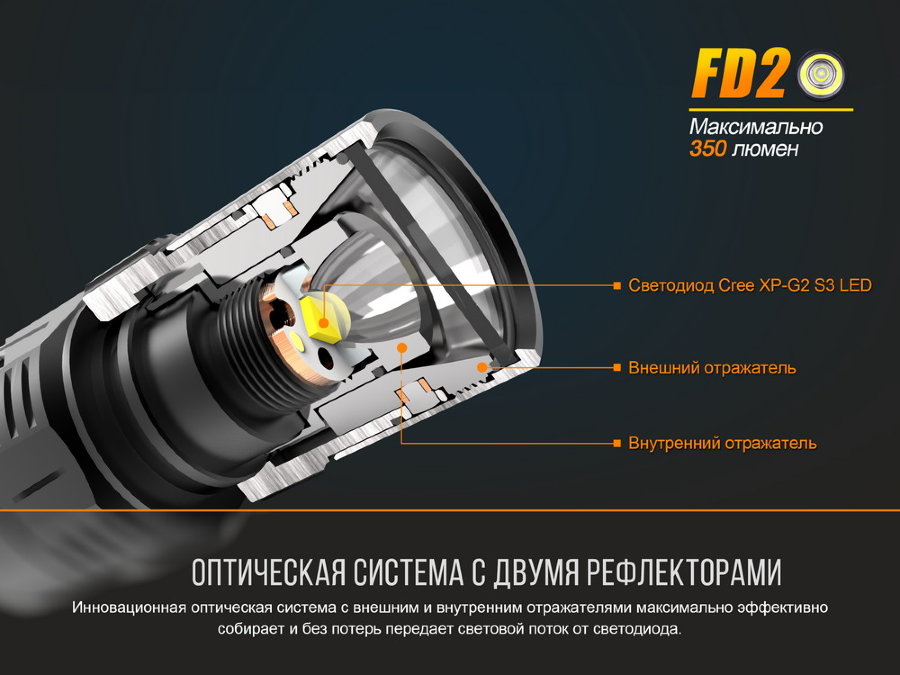 FD2
Максимально
350 люмен
Светодиод Cree XP-G2 S3 LED
Внешний отражатель
Внутренний отражатель
ОПТИЧЕСКАЯ СИСТЕМА С ДВУМЯ РЕФЛЕКТОРАМИ
Инновационная оптическая система с внешним и внутренним отражателями максимально эффективно
собирает и без потерь передает световой поток от светодиода.